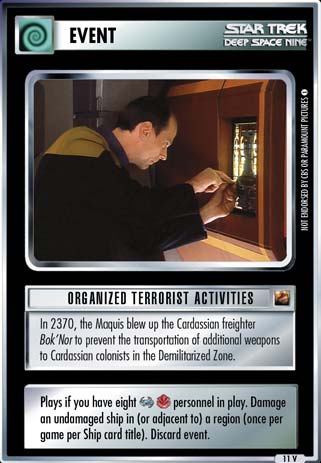 EVENT
STAR TREK
DEEP SPACE NINE
NOT ENDORSED BY CBS OR PARAMOUNT PICTURES
ORGANIZED TERRORIST ACTIVITIES
In 2370, the Maquis blew up the Cardassian freighter
Bok'Nor to prevent the transportation of additional weapons
to Cardassian colonists in the Demilitarized Zone.
Plays if you have eight personnel in play. Damage
an undamaged ship in (or adjacent to) a region (once per
game per Ship card title). Discard event.
11 V